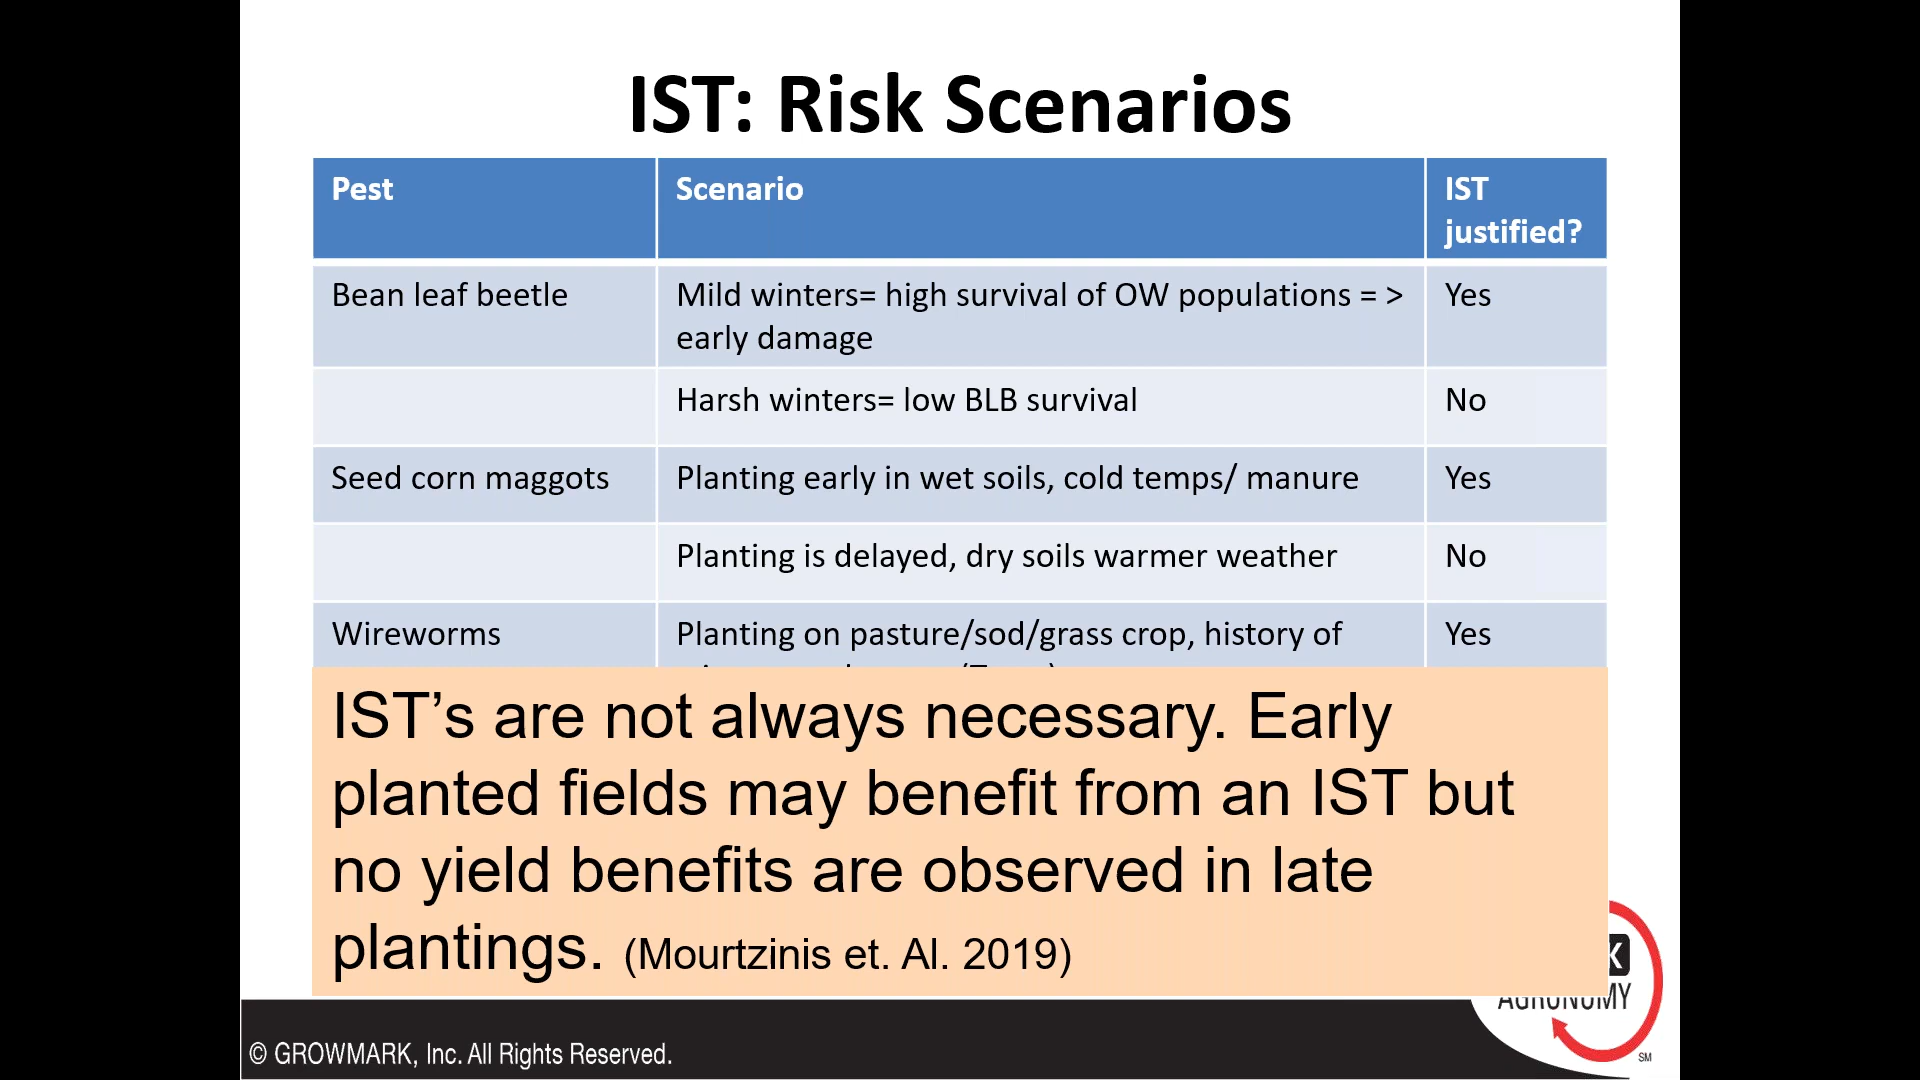 IST: Risk Scenarios
Pest
Scenario
IST
justified?
Bean leaf beetle
Mild winters= high survival of OW populations = >
early damage
Yes
Harsh winters= low BLB survival
No
Seed corn maggots
Planting early in wet soils, cold temps/ manure
Yes
Planting is delayed, dry soils warmer weather
No
Wireworms
Planting on pasture/sod/grass crop, history of
Yes
IST’s are not always necessary. Early
planted fields may benefit from an IST but
no yield benefits are observed in late
plantings. (Mourtzinis et. Al. 2019)
AGRONOMY
SM
© GROWMARK, Inc. All Rights Reserved.